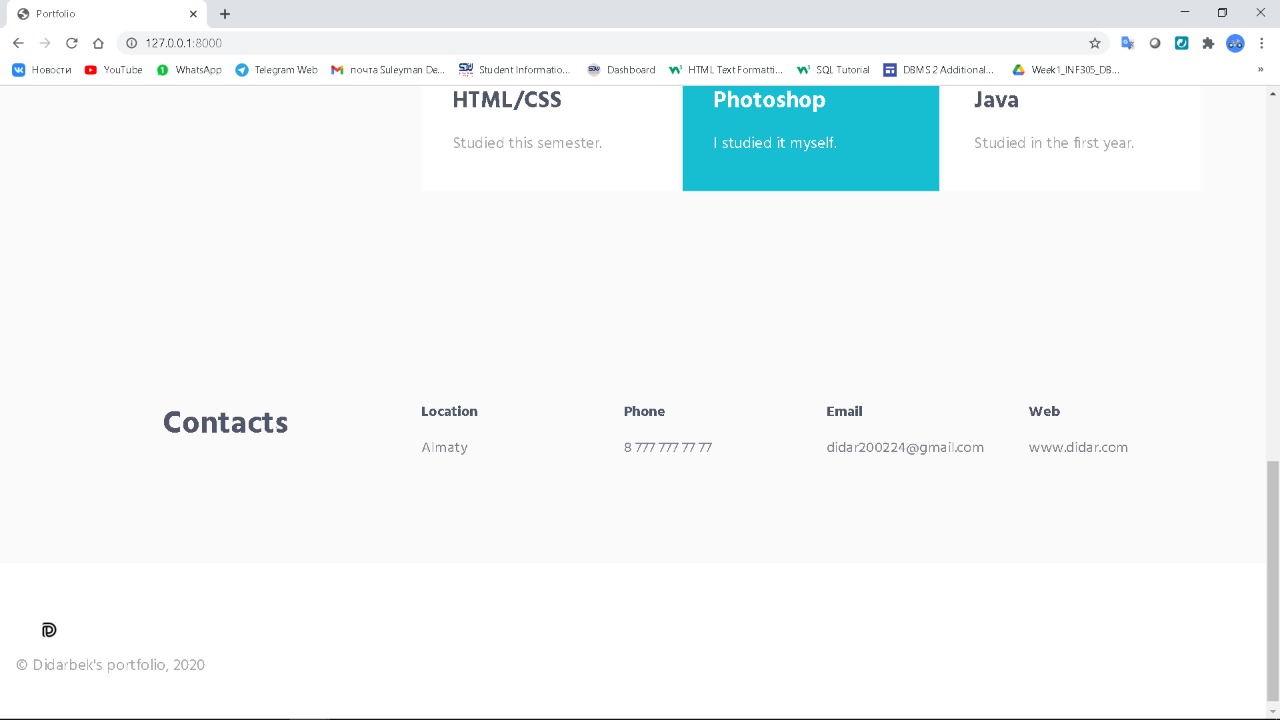 Portfolio
127.0.0.1:8000
Новости YouTube WhatsApp Telegram Web почта Suleyman De... Student Informatio... Dashboard HTML Text Formatti... SQL Tutorial DBMS 2 Additional... Week1_INF305_DB... »
HTML/CSS Photoshop Java
Studied this semester. I studied it myself. Studied in the first year.
Contacts
Location Phone Email Web
Almaty 8 777 777 77 77 didar200224@gmail.com www.didar.com
© Didarbek's portfolio, 2020